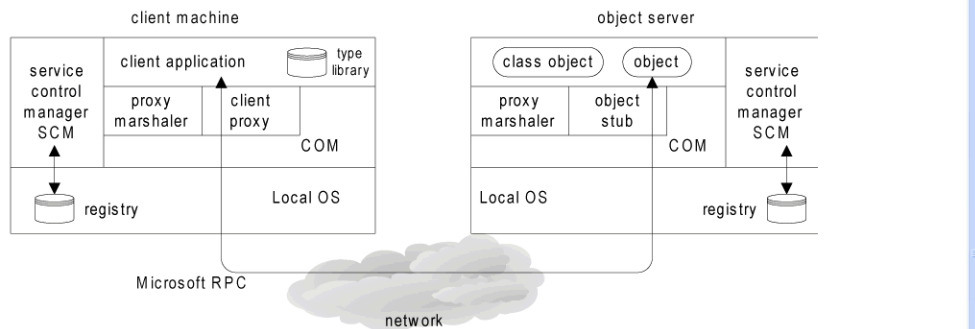 client machine
object server
service
control
manager
SCM
client application
type
library
proxy
marshaler
client
proxy
COM
registry
Local OS
class object
object
proxy
marshaler
object
stub
COM
service
control
manager
SCM
Local OS
registry
Microsoft RPC
network